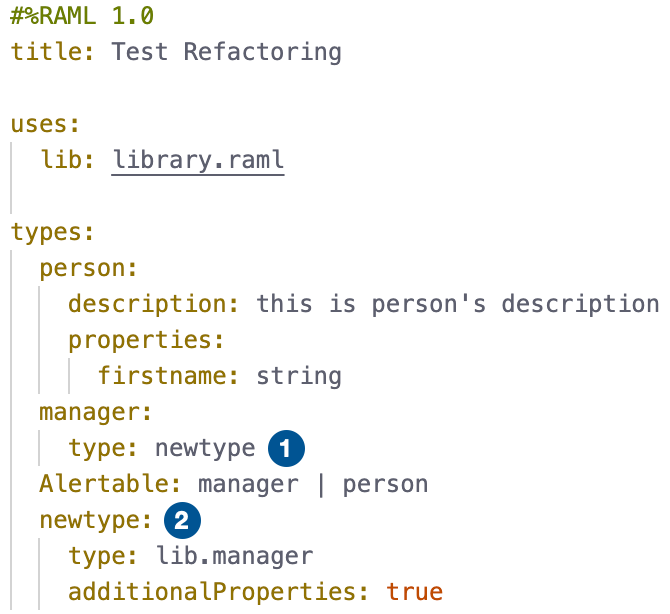 #%RAML 1.0
title: Test Refactoring
uses:
lib: library.raml
types:
person:
description: this is person's description
properties:
firstname: string
manager:
type: newtype 1
Alertable: manager | person
newtype: 2
type: lib.manager
additionalProperties: true